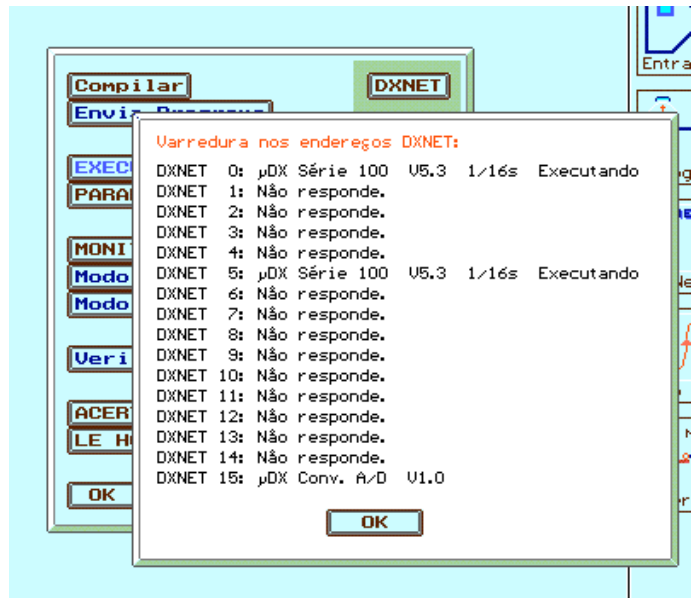 Entra
Compilar
DXNET
Envia Programa
Varredura nos endereços DXNET:
DXNET 0: µDX Série 100 V5.3 1/16s Executando
DXNET 1: Não responde.
DXNET 2: Não responde.
DXNET 3: Não responde.
DXNET 4: Não responde.
DXNET 5: µDX Série 100 V5.3 1/16s Executando
DXNET 6: Não responde.
DXNET 7: Não responde.
DXNET 8: Não responde.
DXNET 9: Não responde.
DXNET 10: Não responde.
DXNET 11: Não responde.
DXNET 12: Não responde.
DXNET 13: Não responde.
DXNET 14: Não responde.
DXNET 15: µDX Conv. A/D V1.0
OK
EXEC
PARA
MONI
Modo
Modo
Veri
ACER
LE H
OK